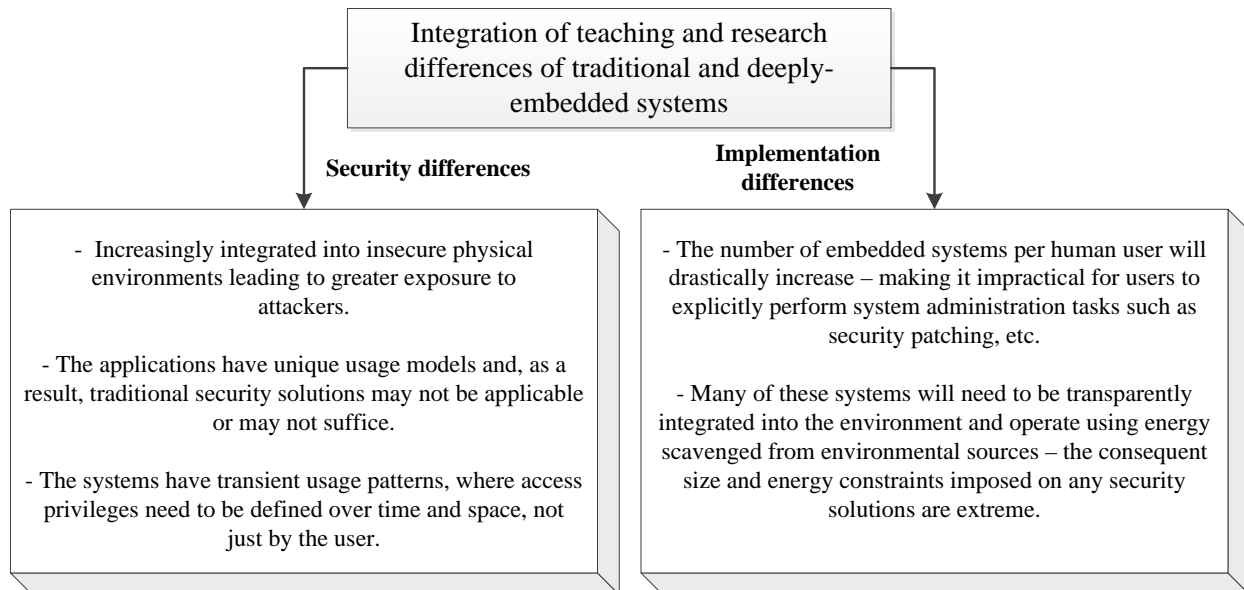 Integration of teaching and research
differences of traditional and deeply-
embedded systems
Security differences
Implementation
differences
- Increasingly integrated into insecure physical
environments leading to greater exposure to
attackers.
- The applications have unique usage models and, as a
result, traditional security solutions may not be applicable
or may not suffice.
- The systems have transient usage patterns, where access
privileges need to be defined over time and space, not
just by the user.
- The number of embedded systems per human user will
drastically increase – making it impractical for users to
explicitly perform system administration tasks such as
security patching, etc.
- Many of these systems will need to be transparently
integrated into the environment and operate using energy
scavenged from environmental sources – the consequent
size and energy constraints imposed on any security
solutions are extreme.